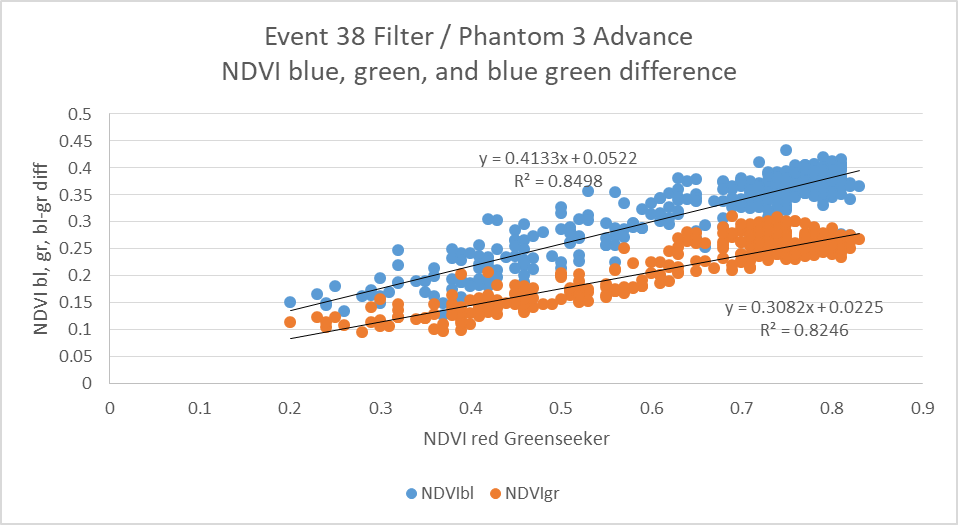 Event 38 Filter / Phantom 3 Advance
NDVI blue, green, and blue green difference
NDVI bl, gr, bl-gr diff
0.5
0.45
0.4
0.35
0.3
0.25
0.2
0.15
0.1
0.05
0
y = 0.4133x + 0.0522
R² = 0.8498
y = 0.3082x + 0.0225
R² = 0.8246
0 0.1 0.2 0.3 0.4 0.5 0.6 0.7 0.8 0.9
NDVI red Greenseeker
NDVIbl NDVIgr